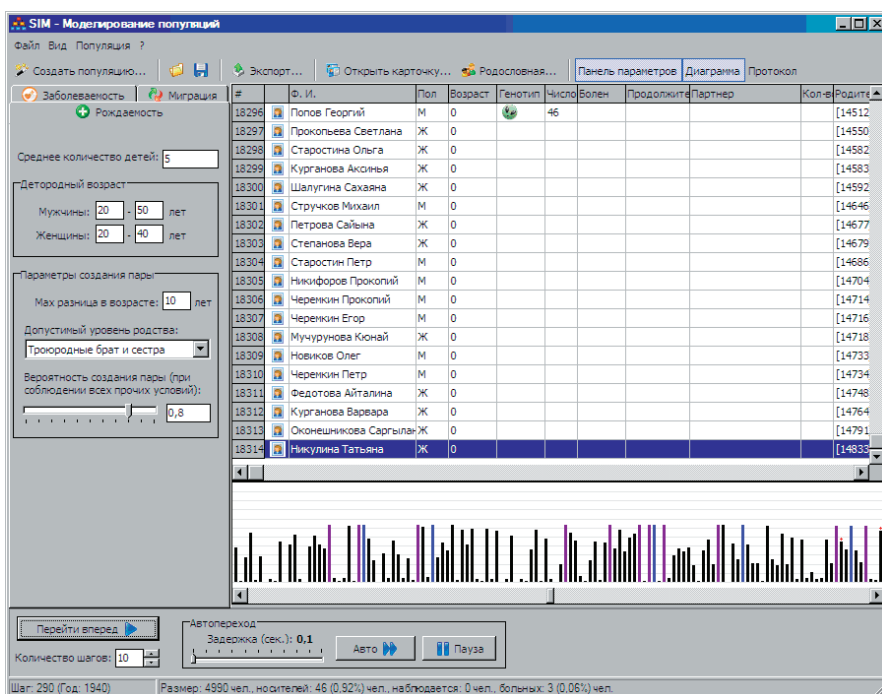 SIM - Моделирование популяций
Файл Вид Популяция ?
Создать популяцию... Экспорт... Открыть карточку... Родословная... Панель параметров Диаграмма Протокол
Заболеваемость Миграция
Рождаемость
Среднее количество детей: 5
Детородный возраст
Мужчины: 20 - 50 лет
Женщины: 20 - 40 лет
Параметры создания пары
Max разница в возрасте: 10 лет
Допустимый уровень родства:
Троюродные брат и сестра
Вероятность создания пары (при
соблюдении всех прочих условий):
0,8
# Ф. И. Пол Возраст Генотип Число Болен Продолжите Партнер Кол-в Родите
18296 Попов Георгий М 0 46 [14512
18297 Прокопьева Светлана Ж 0 [14550
18298 Старостина Ольга Ж 0 [14582
18299 Курганова Аксинья Ж 0 [14583
18300 Шалугина Сахаяна Ж 0 [14592
18301 Стручков Михаил М 0 [14646
18302 Петрова Сайына Ж 0 [14677
18303 Степанова Вера Ж 0 [14679
18304 Старостин Петр М 0 [14686
18305 Никифоров Прокопий М 0 [14704
18306 Черемкин Прокопий М 0 [14714
18307 Черемкин Егор М 0 [14716
18308 Мучурунова Кюнай Ж 0 [14718
18309 Новиков Олег М 0 [14733
18310 Черемкин Петр М 0 [14734
18311 Федотова Айталина Ж 0 [14748
18312 Курганова Варвара Ж 0 [14764
18313 Оконешникова Саргылан Ж 0 [14791
18314 Никулина Татьяна Ж 0 [14833
Перейти вперед
Количество шагов: 10
Автопереход
Задержка (сек.): 0,1
Авто Пауза
Шаг: 290 (Год: 1940) Размер: 4990 чел., носителей: 46 (0,92%) чел., наблюдается: 0 чел., больных: 3 (0,06%) чел.